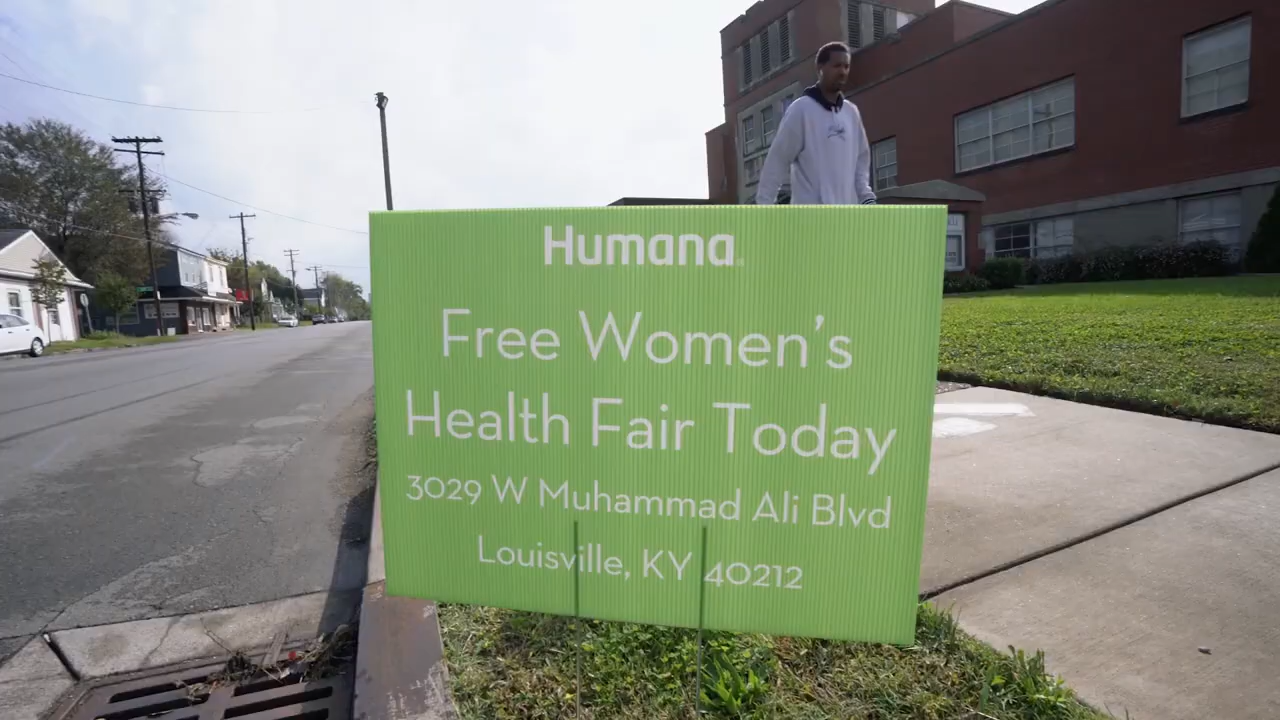 Humana
Free Women's
Health Fair Today
3029 W Muhammad Ali Blvd
Louisville, KY 40212